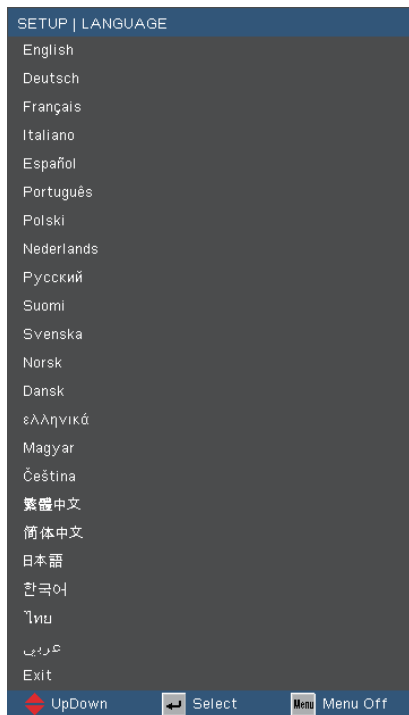 SETUP | LANGUAGE
English
Deutsch
Français
Italiano
Español
Português
Polski
Nederlands
Русский
Suomi
Svenska
Norsk
Dansk
ελληνικά
Magyar
Čeština
繁體中文
简体中文
日本語
한국어
ไทย
عربي
Exit
UpDown Select Menu Menu Off